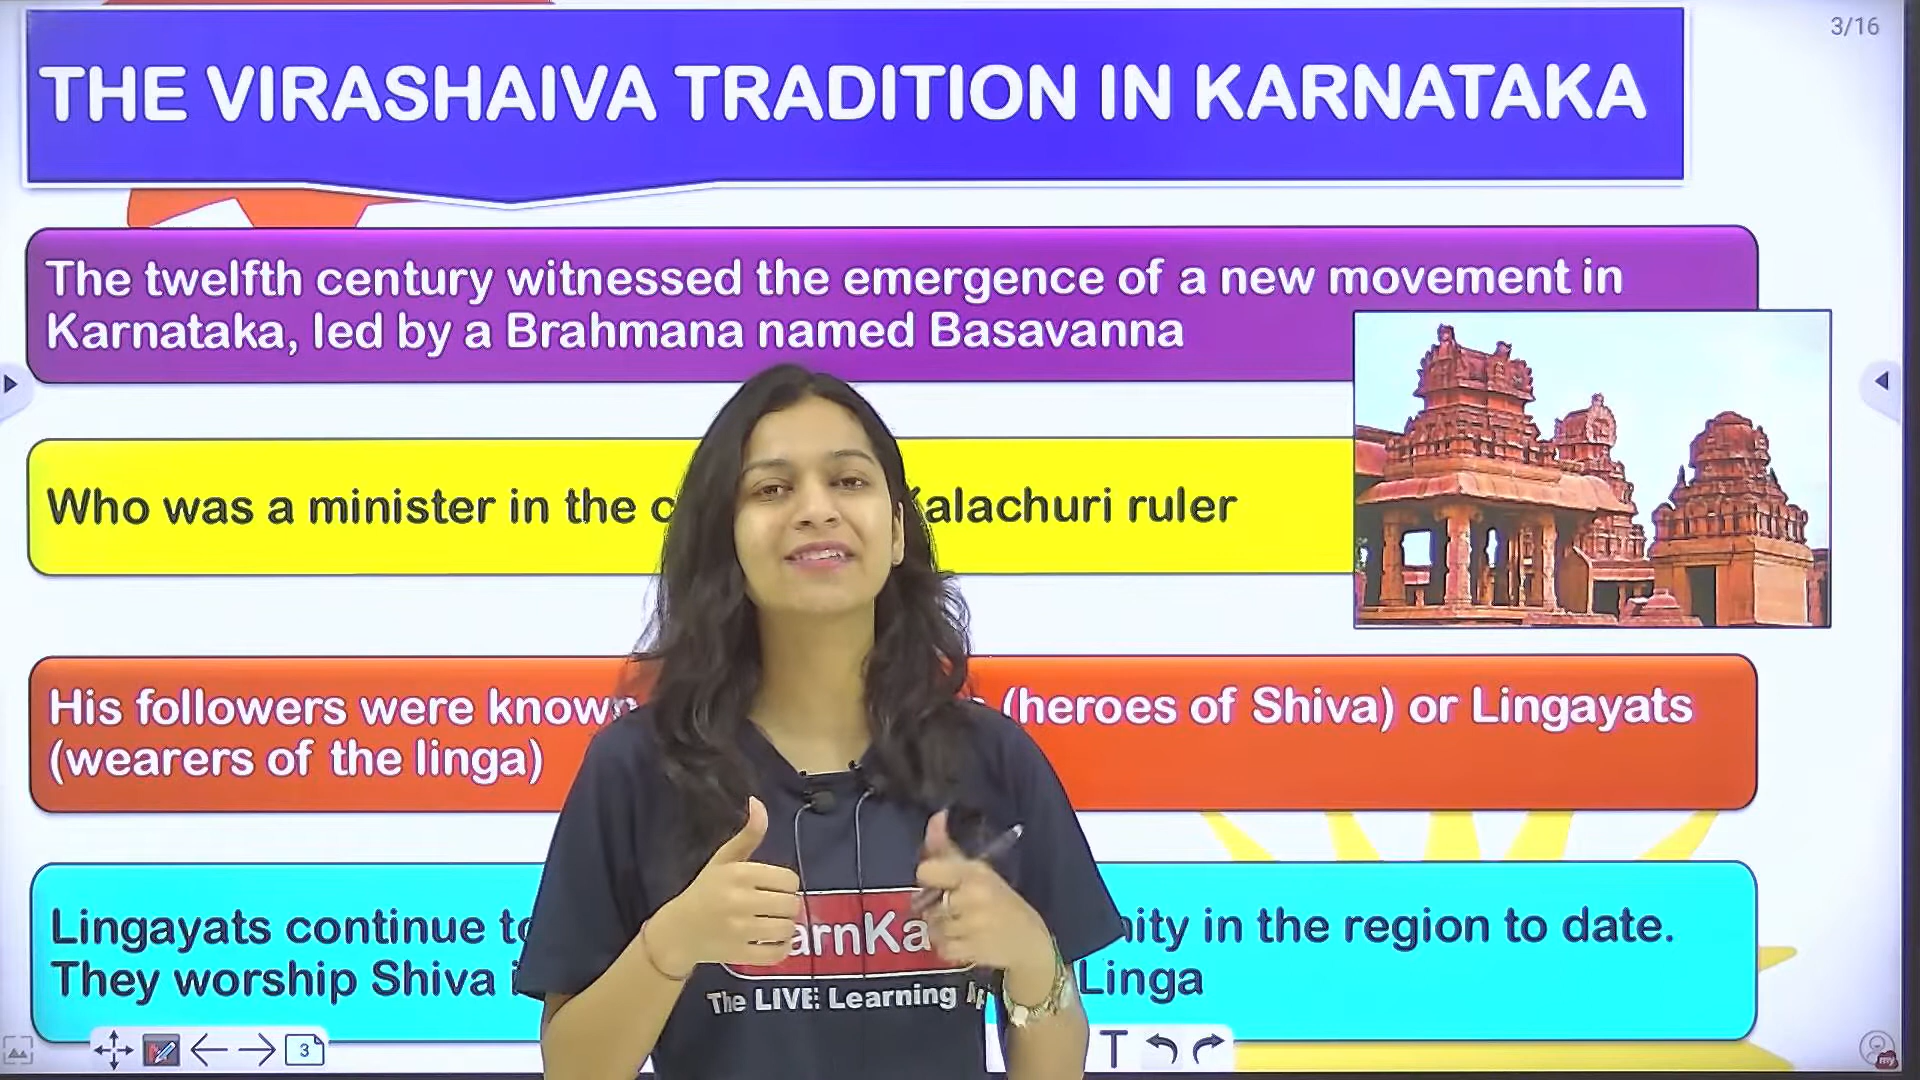 3/16
THE VIRASHAIVA TRADITION IN KARNATAKA
The twelfth century witnessed the emergence of a new movement in
Karnataka, led by a Brahmana named Basavanna
Who was a minister in the alachuri ruler
His followers were (heroes of Shiva) or Lingayats
(wearers of the linga)
Lingayats continue in the region to date.
They worship Shiva Linga
arnKa
The LIVE Learning
3
T